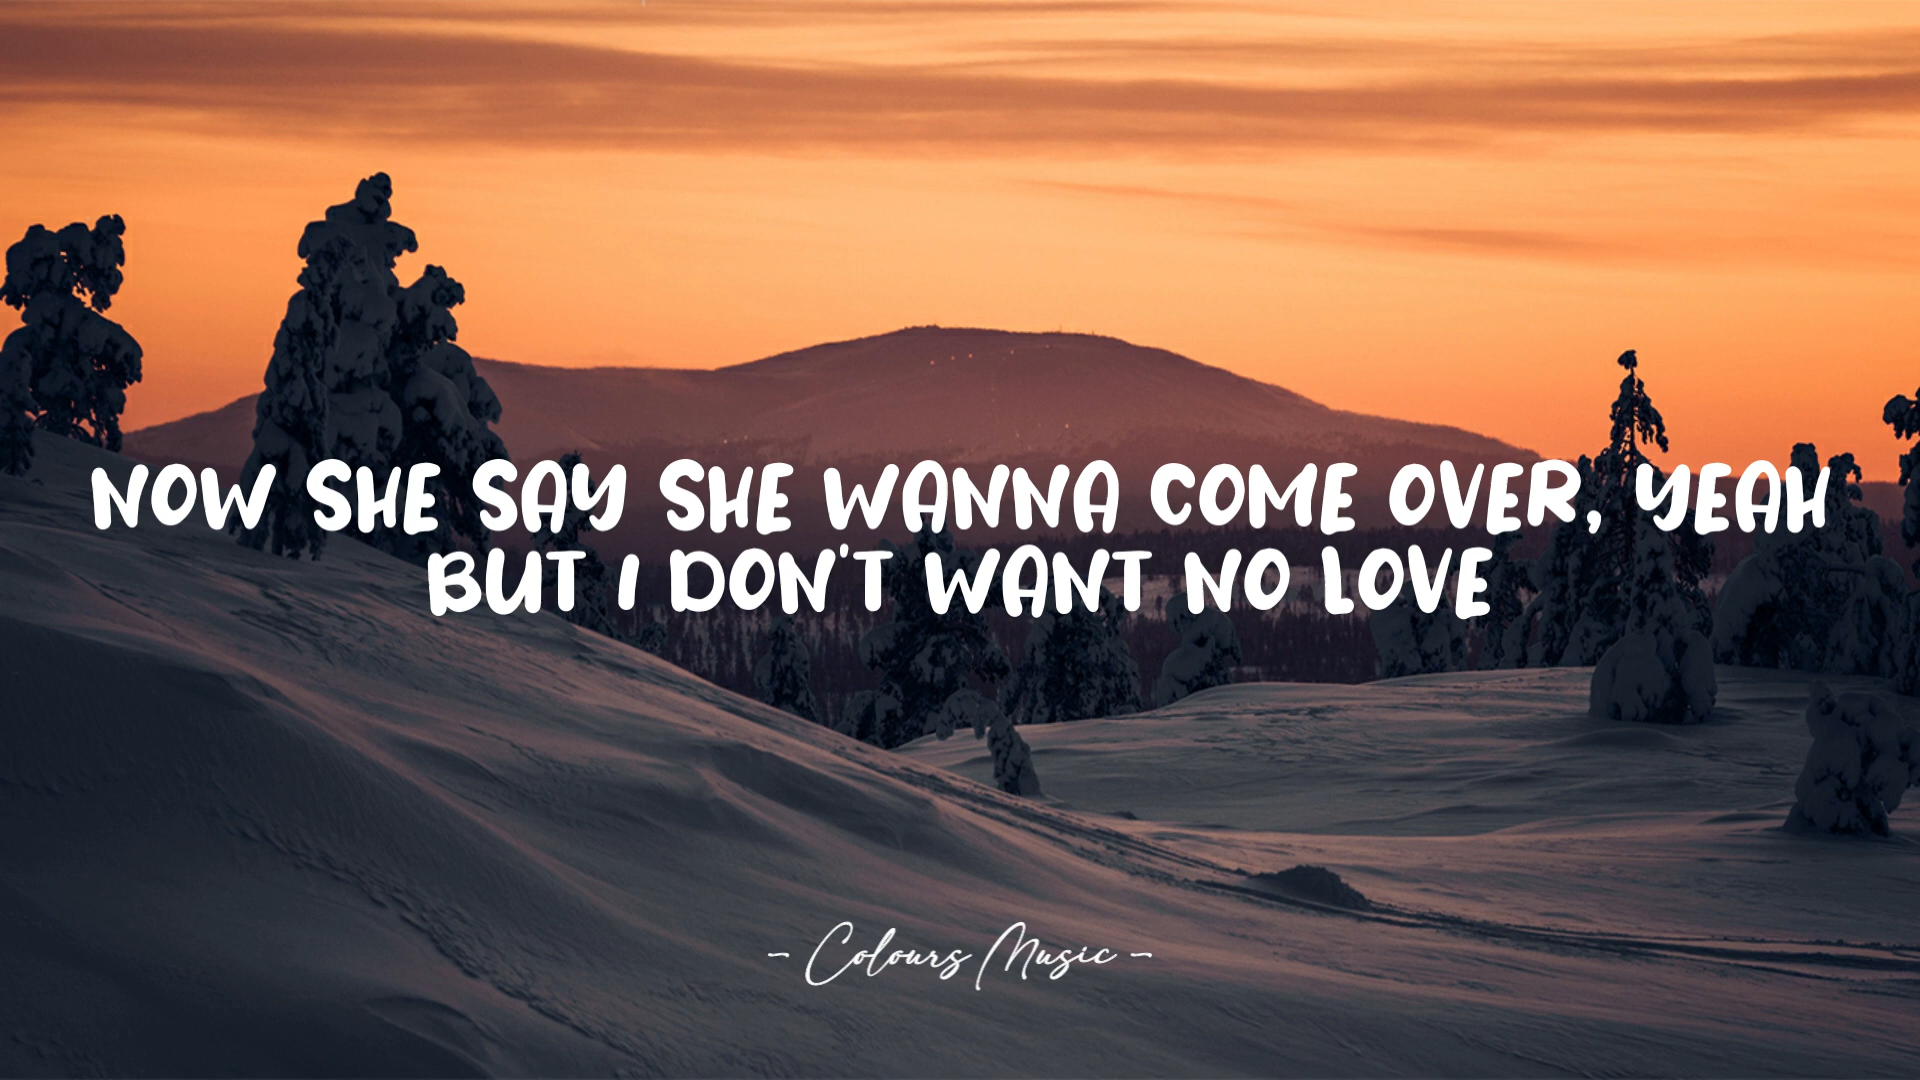 NOW SHE SAY SHE WANNA COME OVER, YEAH
BUT I DON'T WANT NO LOVE
- Colours Music -